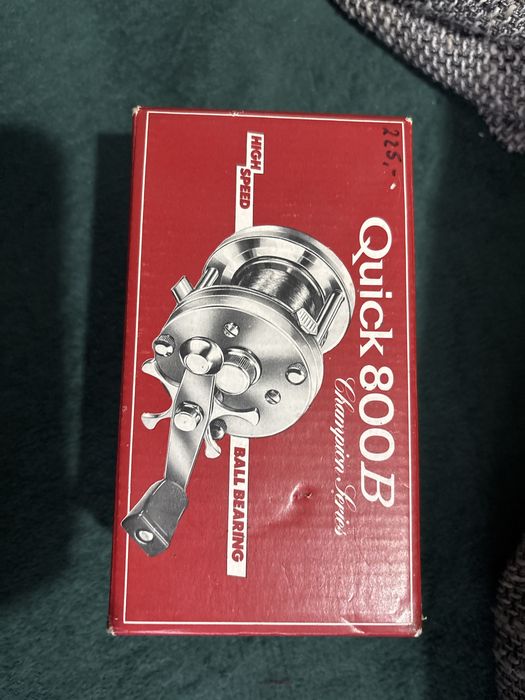 225,-
Quick 800B
Champion Series
HIGH
SPEED
BALL BEARING